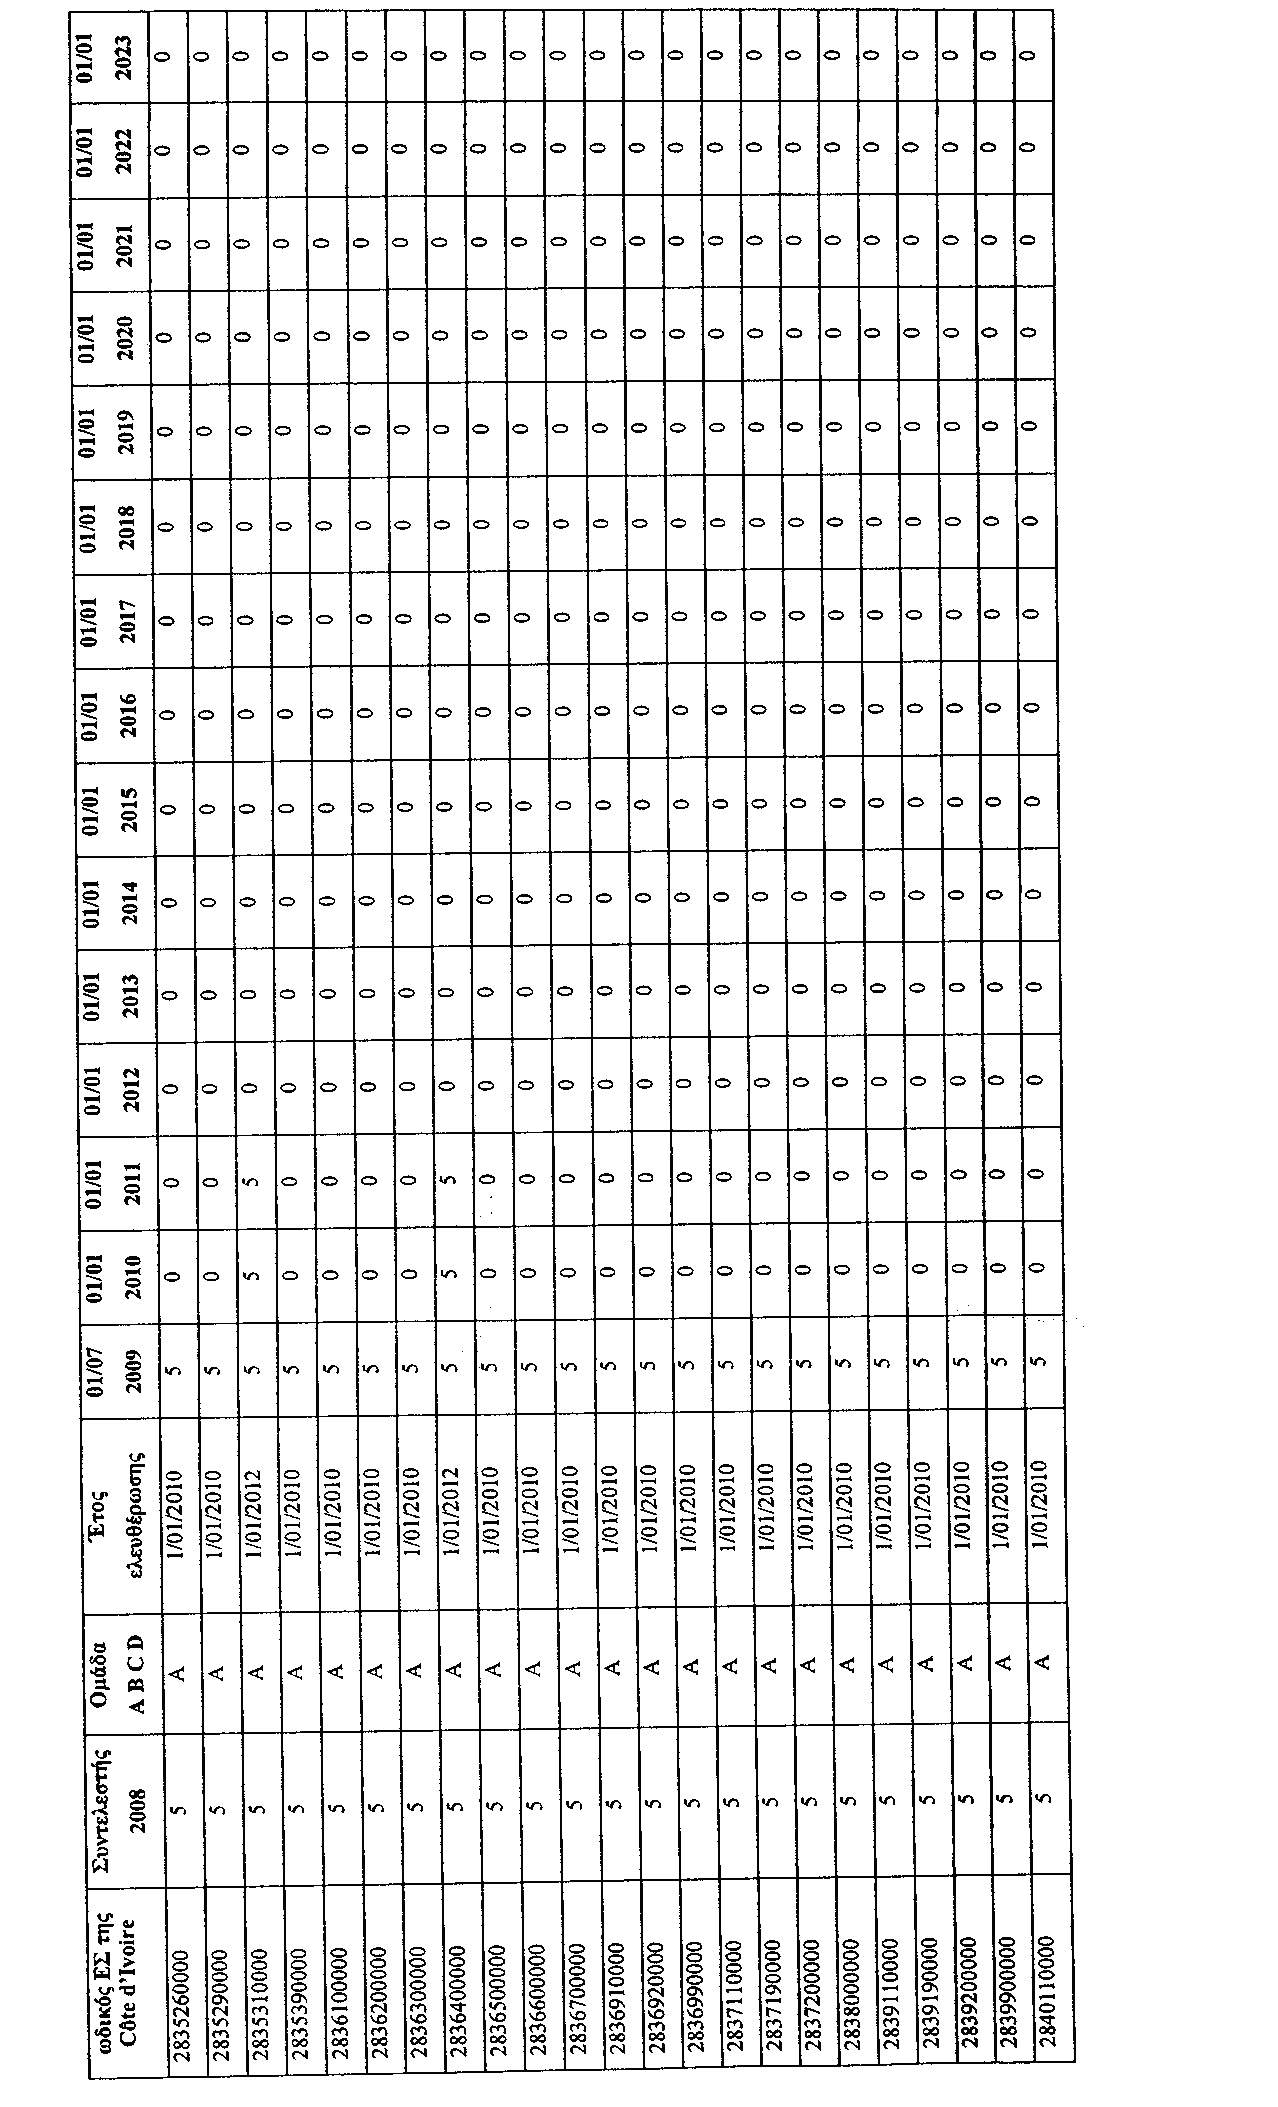 ωδικός ΕΣ της Côte d'Ivoire Συντελεστής 2008 Ομάδα A B C D Έτος ελευθέρωσης 01/07 2009 01/01 2010 01/01 2011 01/01 2012 01/01 2013 01/01 2014 01/01 2015 01/01 2016 01/01 2017 01/01 2018 01/01 2019 01/01 2020 01/01 2021 01/01 2022 01/01 2023
2835260000 5 A 1/01/2010 5 0 0 0 0 0 0 0 0 0 0 0 0 0 0
2835290000 5 A 1/01/2010 5 0 0 0 0 0 0 0 0 0 0 0 0 0 0
2835310000 5 A 1/01/2012 5 5 5 0 0 0 0 0 0 0 0 0 0 0 0
2835390000 5 A 1/01/2010 5 0 0 0 0 0 0 0 0 0 0 0 0 0 0
2836100000 5 A 1/01/2010 5 0 0 0 0 0 0 0 0 0 0 0 0 0 0
2836200000 5 A 1/01/2010 5 0 0 0 0 0 0 0 0 0 0 0 0 0 0
2836300000 5 A 1/01/2010 5 0 0 0 0 0 0 0 0 0 0 0 0 0 0
2836400000 5 A 1/01/2012 5 5 5 0 0 0 0 0 0 0 0 0 0 0 0
2836500000 5 A 1/01/2010 5 0 0 0 0 0 0 0 0 0 0 0 0 0 0
2836600000 5 A 1/01/2010 5 0 0 0 0 0 0 0 0 0 0 0 0 0 0
2836700000 5 A 1/01/2010 5 0 0 0 0 0 0 0 0 0 0 0 0 0 0
2836910000 5 A 1/01/2010 5 0 0 0 0 0 0 0 0 0 0 0 0 0 0
2836920000 5 A 1/01/2010 5 0 0 0 0 0 0 0 0 0 0 0 0 0 0
2836990000 5 A 1/01/2010 5 0 0 0 0 0 0 0 0 0 0 0 0 0 0
2837110000 5 A 1/01/2010 5 0 0 0 0 0 0 0 0 0 0 0 0 0 0
2837190000 5 A 1/01/2010 5 0 0 0 0 0 0 0 0 0 0 0 0 0 0
2837200000 5 A 1/01/2010 5 0 0 0 0 0 0 0 0 0 0 0 0 0 0
2838000000 5 A 1/01/2010 5 0 0 0 0 0 0 0 0 0 0 0 0 0 0
2839110000 5 A 1/01/2010 5 0 0 0 0 0 0 0 0 0 0 0 0 0 0
2839190000 5 A 1/01/2010 5 0 0 0 0 0 0 0 0 0 0 0 0 0 0
2839200000 5 A 1/01/2010 5 0 0 0 0 0 0 0 0 0 0 0 0 0 0
2839900000 5 A 1/01/2010 5 0 0 0 0 0 0 0 0 0 0 0 0 0 0
2840110000 5 A 1/01/2010 5 0 0 0 0 0 0 0 0 0 0 0 0 0 0